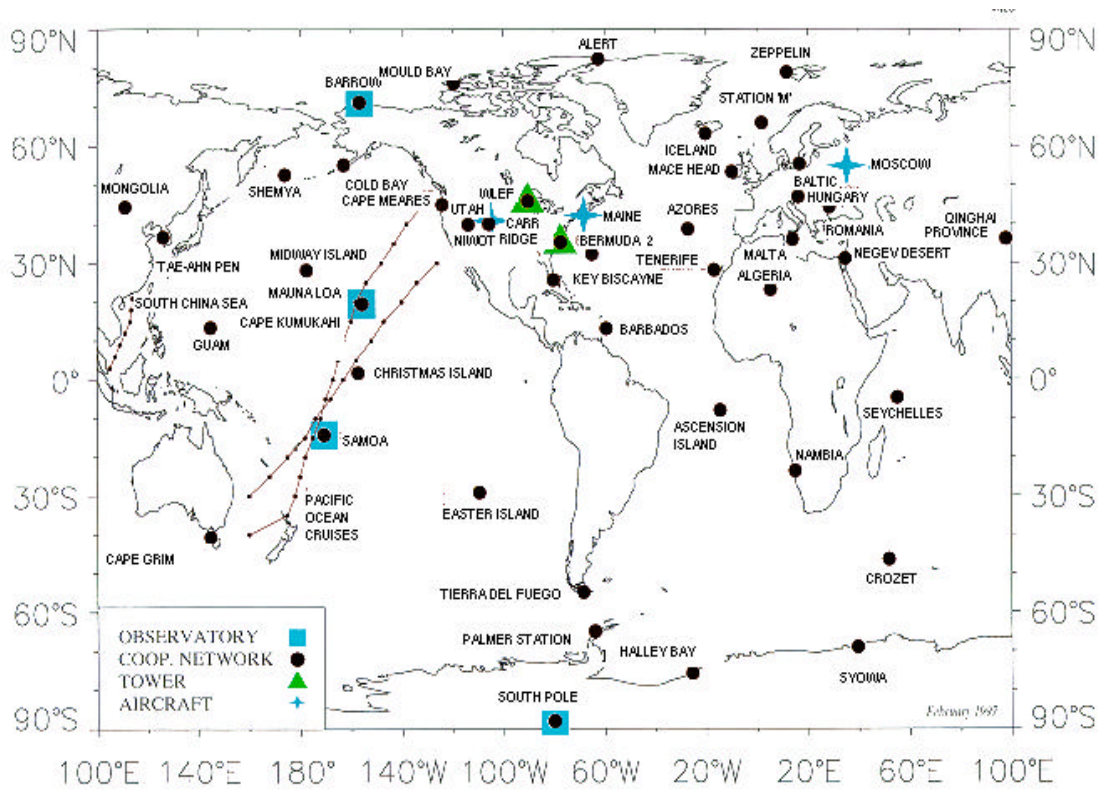 90°N
90°N
ALERT
ZEPPELIN
MOULD BAY
BARROW
STATION 'M'
60°N
60°N
ICELAND
MACE HEAD
MOSCOW
MONGOLIA
SHEMYA
COLD BAY
CAPE MEARES
WLEF
BALTIC
HUNGARY
UTAH
CARR
MAINE
AZORES
QINGHAI
PROVINCE
NIWOT RIDGE
(BERMUDA 2
ROMANIA
TAE-AHN PEN
MIDWAY ISLAND
TENERIFE
MALTA
NEGEV DESERT
30°N
30°N
KEY BISCAYNE
ALGERIA
MAUNA LOA
SOUTH CHINA SEA
CAPE KUMUKAHI
GUAM
BARBADOS
0°
0°
CHRISTMAS ISLAND
SEYCHELLES
ASCENSION
ISLAND
SAMOA
NAMBIA
30°S
30°S
PACIFIC
OCEAN
CRUISES
EASTER ISLAND
CAPE GRIM
CROZET
TIERRA DEL FUEGO
60°S
60°S
OBSERVATORY
COOP. NETWORK
TOWER
AIRCRAFT
PALMER STATION
HALLEY BAY
SYOWA
SOUTH POLE
90°S
90°S
100°E 140°E 180° 140°W 100°W 60°W 20°W 20°E 60°E 100°E